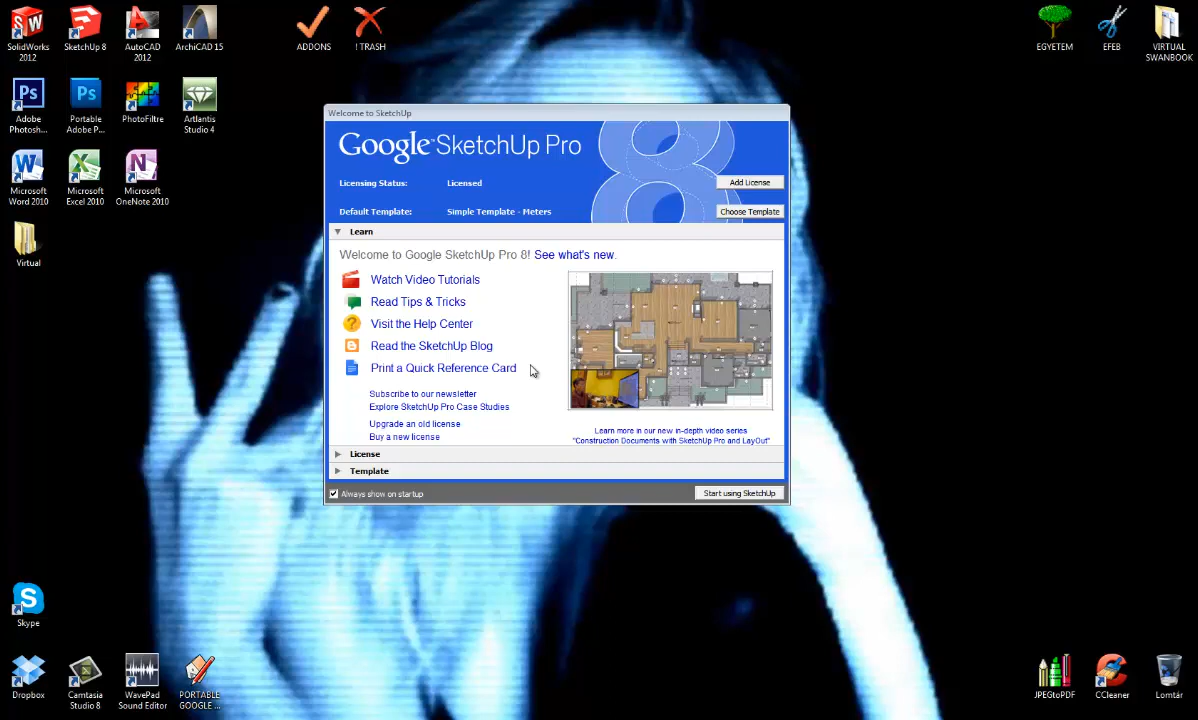 SolidWorks
2012
SketchUp 8
AutoCAD
2012
ArchiCAD 15
ADDONS
! TRASH
EGYETEM
EFEB
VIRTUAL
SWANBOOK
Adobe
Photosh...
Portable
Adobe P...
PhotoFiltre
Artlantis
Studio 4
Microsoft
Word 2010
Microsoft
Excel 2010
Microsoft
OneNote 2010
Virtual
Welcome to SketchUp
Google SketchUp Pro
8
Licensing Status: Licensed
Add License
Default Template: Simple Template - Meters
Choose Template
Learn
Welcome to Google SketchUp Pro 8! See what's new.
Watch Video Tutorials
Read Tips & Tricks
Visit the Help Center
Read the SketchUp Blog
Print a Quick Reference Card
Subscribe to our newsletter
Explore SketchUp Pro Case Studies
Upgrade an old license
Buy a new license
Learn more in our new in-depth video series
"Construction Documents with SketchUp Pro and LayOut"
License
Template
Always show on startup
Start using SketchUp
Skype
Dropbox
Camtasia
Studio 8
WavePad
Sound Editor
PORTABLE
GOOGLE ...
JPEGtoPDF
CCleaner
Lomtár